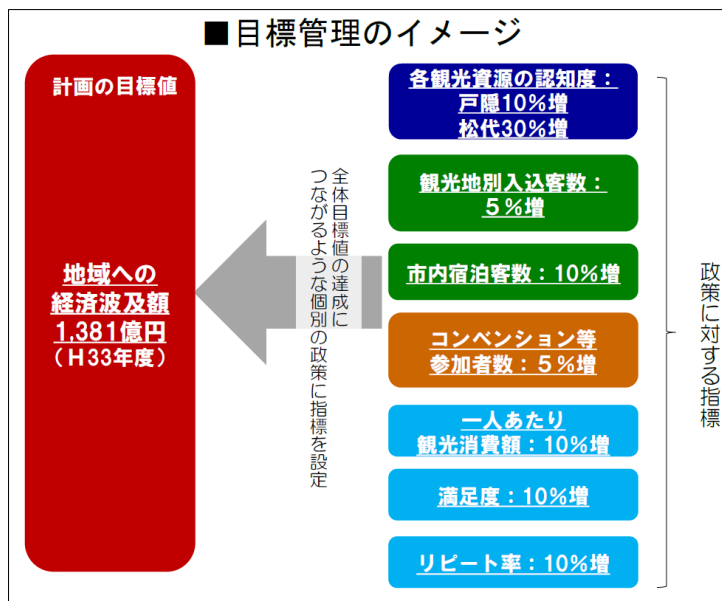 ■目標管理のイメージ
計画の目標値
地域への
経済波及額
1,381億円
(H33年度)
全体目標値の達成に
つながるような個別の政策に指標を設定
各観光資源の認知度：
戸隠10％増
松代30％増
観光地別入込客数：
５％増
市内宿泊客数：10％増
コンベンション等
参加者数：５％増
一人あたり
観光消費額：10％増
満足度：10％増
リピート率：10％増
政策に対する指標